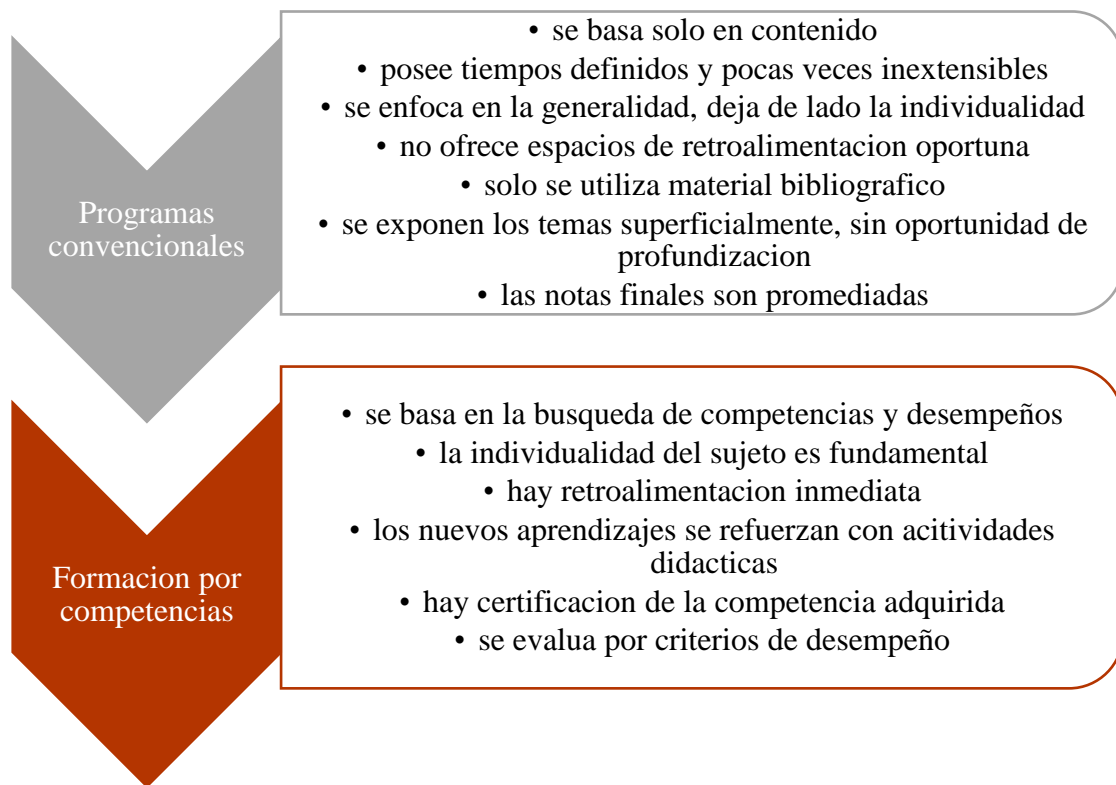 Programas
convencionales
• se basa solo en contenido
• posee tiempos definidos y pocas veces inextensibles
• se enfoca en la generalidad, deja de lado la individualidad
• no ofrece espacios de retroalimentacion oportuna
• solo se utiliza material bibliografico
• se exponen los temas superficialmente, sin oportunidad de
profundizacion
• las notas finales son promediadas
Formacion por
competencias
• se basa en la busqueda de competencias y desempeños
• la individualidad del sujeto es fundamental
• hay retroalimentacion inmediata
• los nuevos aprendizajes se refuerzan con acitividades
didacticas
• hay certificacion de la competencia adquirida
• se evalua por criterios de desempeño